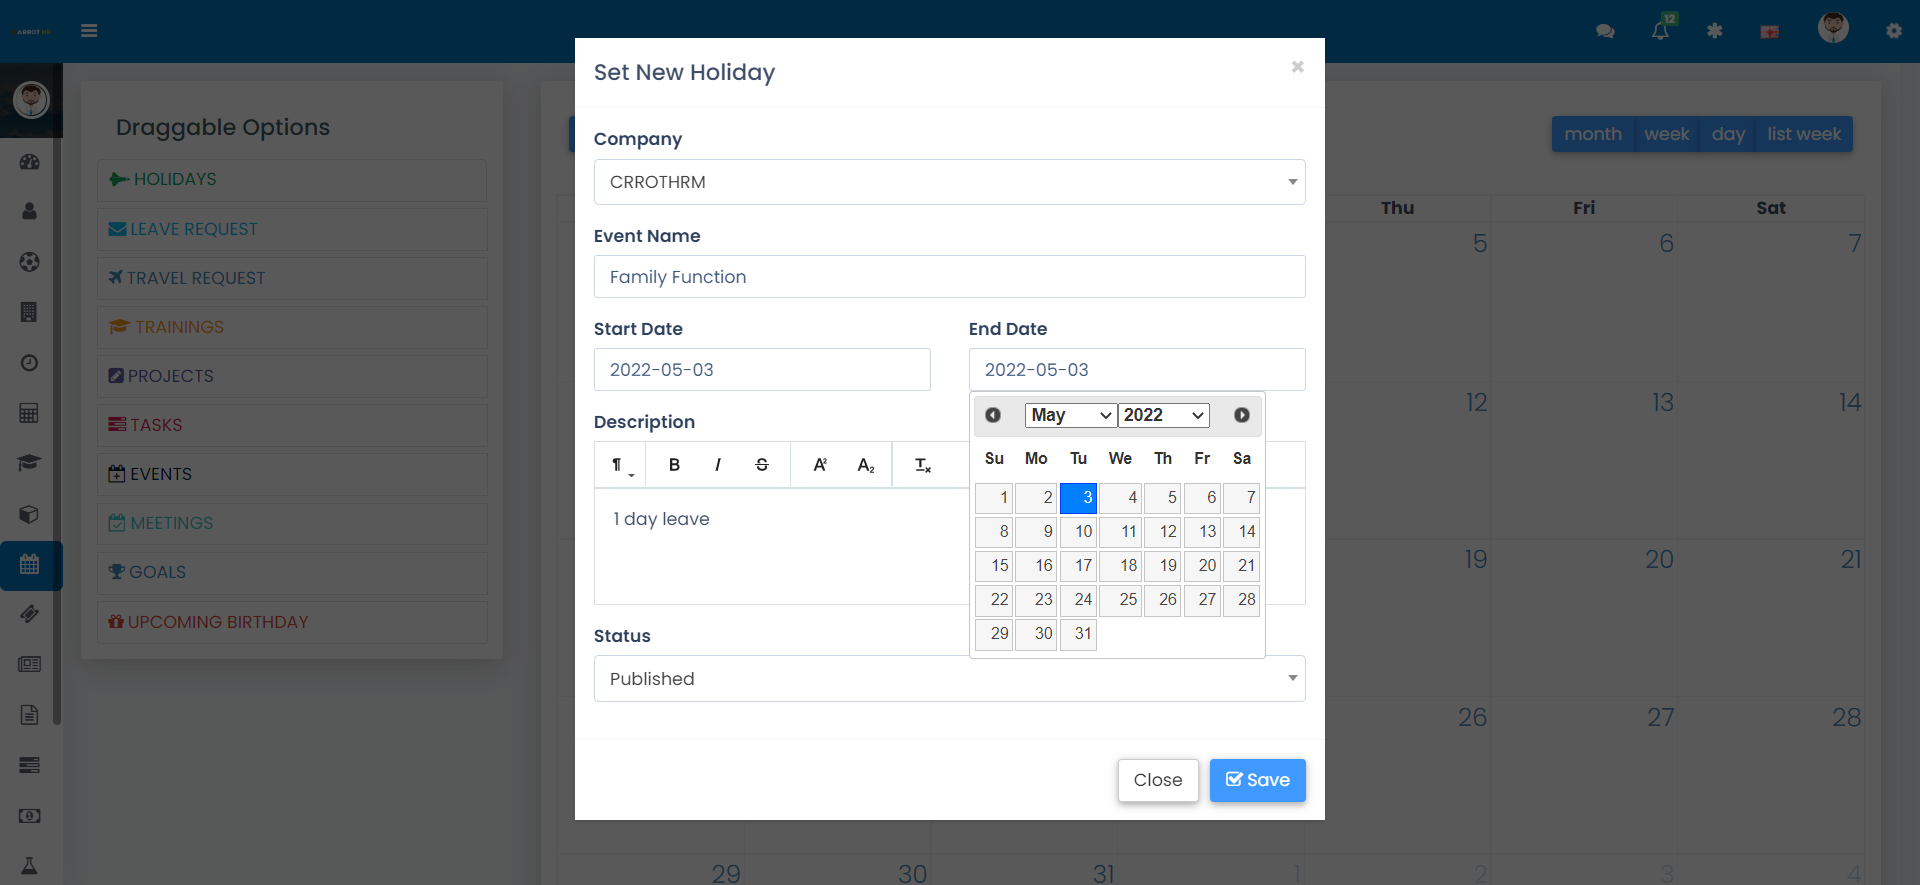 12
Set New Holiday
×
Draggable Options
HOLIDAYS
LEAVE REQUEST
TRAVEL REQUEST
TRAININGS
PROJECTS
TASKS
EVENTS
MEETINGS
GOALS
UPCOMING BIRTHDAY
Company
CRROTHRM
Event Name
Family Function
Start Date
2022-05-03
End Date
2022-05-03
May 2022
Su Mo Tu We Th Fr Sa
1 2 3 4 5 6 7
8 9 10 11 12 13 14
15 16 17 18 19 20 21
22 23 24 25 26 27 28
29 30 31
Description
¶ B I S A² A₂ Tx
1 day leave
Status
Published
Close Save
month week day list week
Thu Fri Sat
5 6 7
12 13 14
19 20 21
26 27 28
29 30 31 1 2 3 4